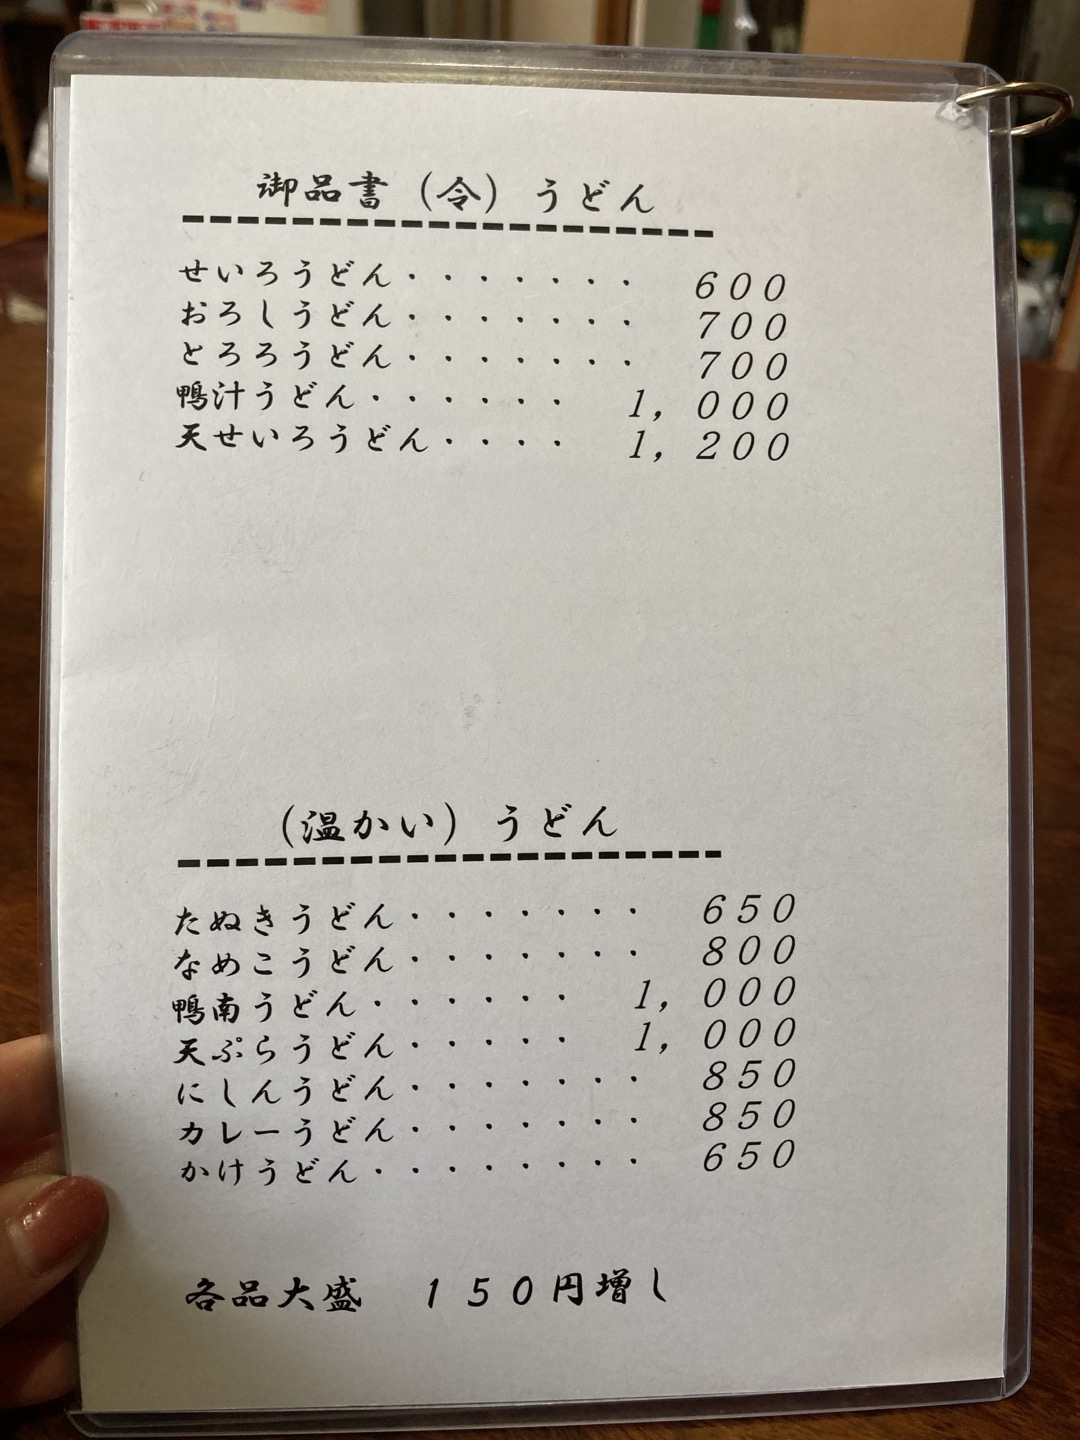 御品書（令）うどん
せいろうどん・・・・・・・ 600
おろしうどん・・・・・・・ 700
とろろうどん・・・・・・・ 700
鴨汁うどん・・・・・・ 1,000
天せいろうどん・・・・ 1,200
（温かい）うどん
たぬきうどん・・・・・・・ 650
なめこうどん・・・・・・・ 800
鴨南うどん・・・・・・ 1,000
天ぷらうどん・・・・・ 1,000
にしんうどん・・・・・・・ 850
カレーうどん・・・・・・・ 850
かけうどん・・・・・・・・ 650
各品大盛　150円増し